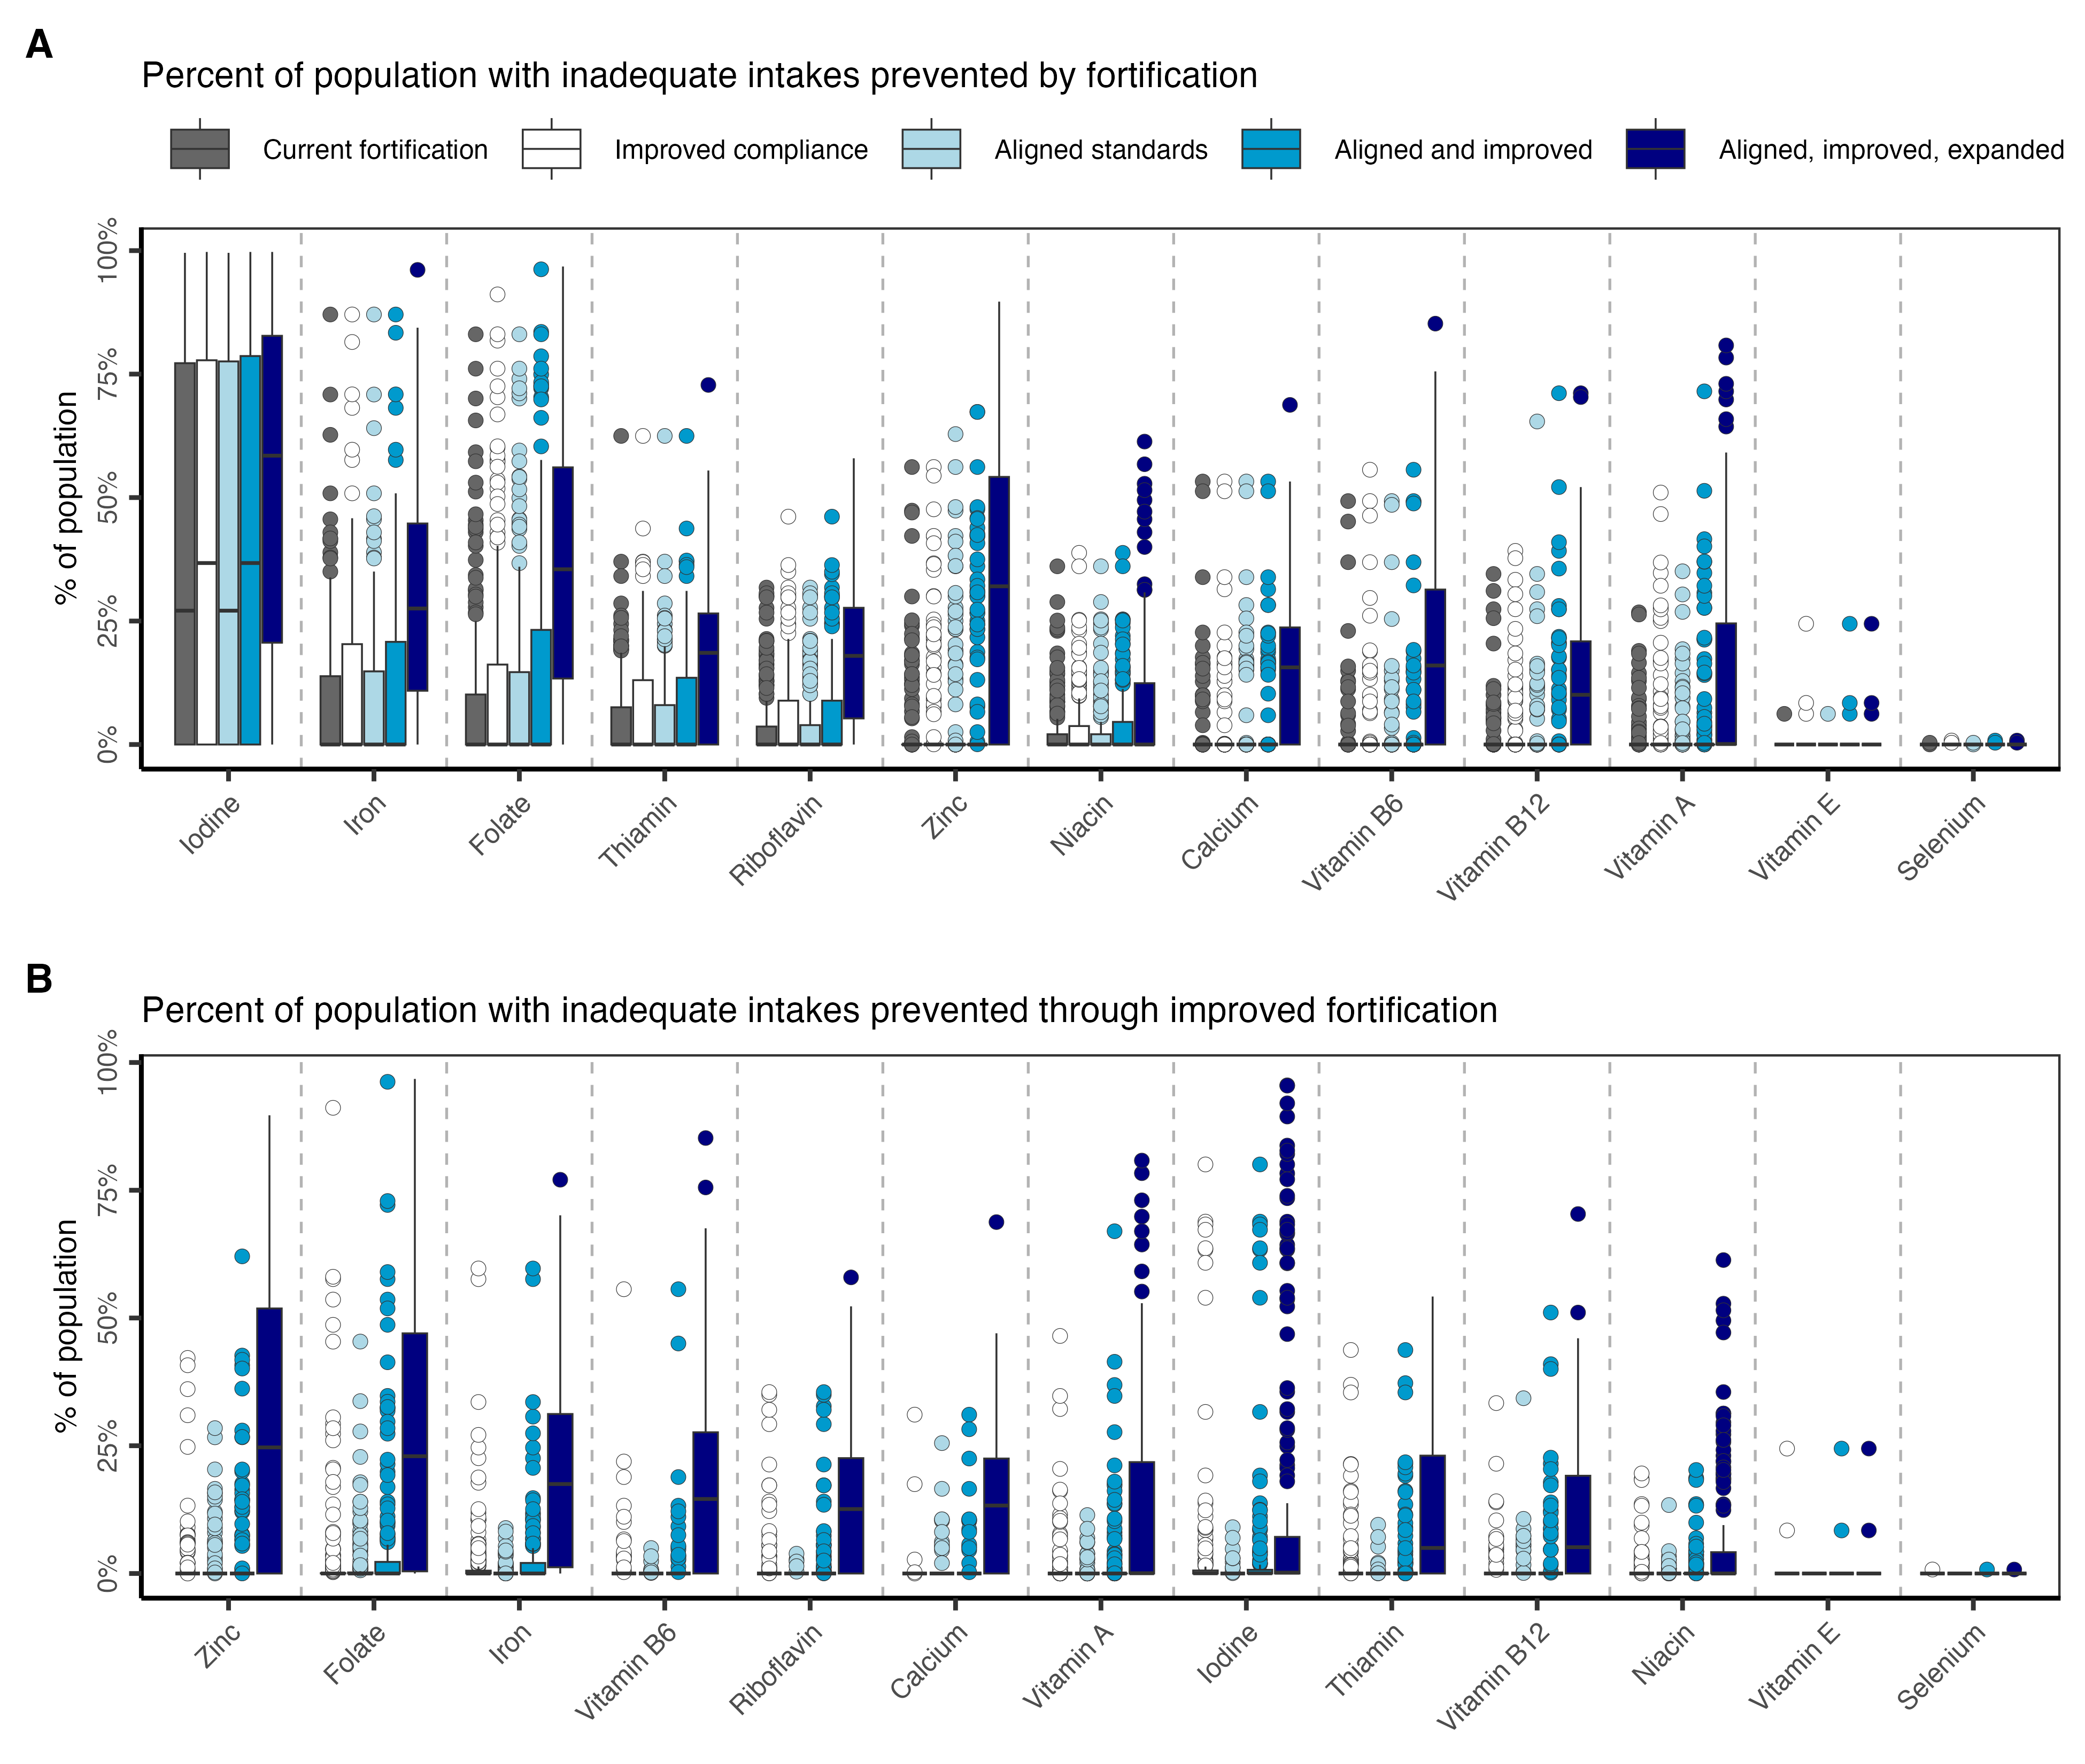 A
Percent of population with inadequate intakes prevented by fortification
Current fortification
Improved compliance
Aligned standards
Aligned and improved
Aligned, improved, expanded
% of population
100%
75%
50%
25%
0%
Iodine
Iron
Folate
Thiamin
Riboflavin
Zinc
Niacin
Calcium
Vitamin B6
Vitamin B12
Vitamin A
Vitamin E
Selenium
B
Percent of population with inadequate intakes prevented through improved fortification
% of population
100%
75%
50%
25%
0%
Zinc
Folate
Iron
Vitamin B6
Riboflavin
Calcium
Vitamin A
Iodine
Thiamin
Vitamin B12
Niacin
Vitamin E
Selenium